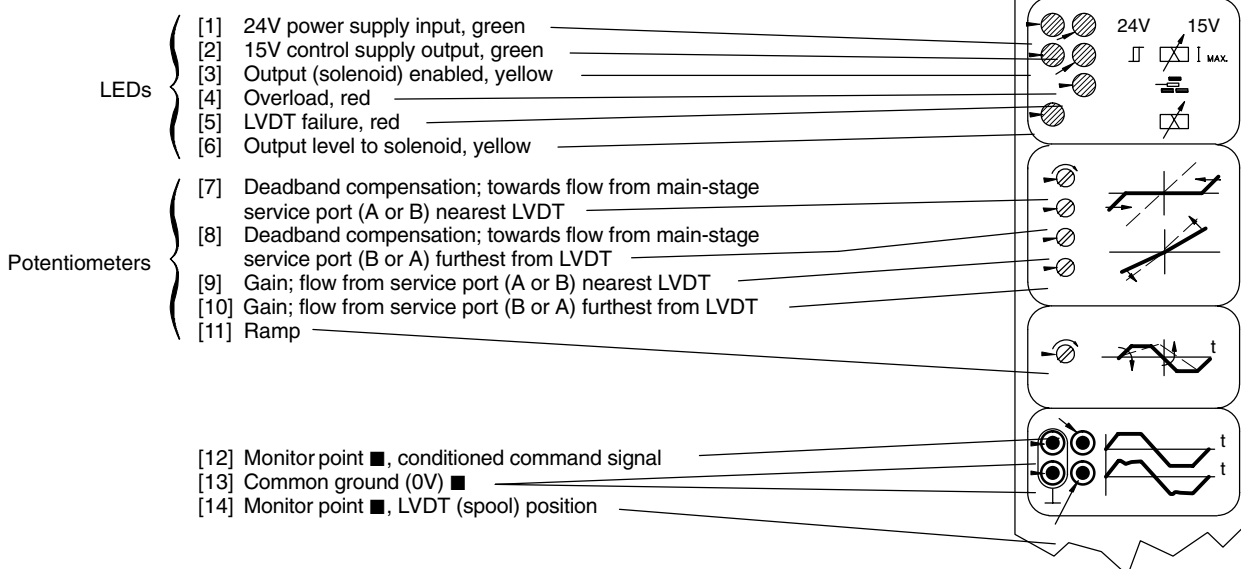 LEDs
[1] 24V power supply input, green
[2] 15V control supply output, green
[3] Output (solenoid) enabled, yellow
[4] Overload, red
[5] LVDT failure, red
[6] Output level to solenoid, yellow
Potentiometers
[7] Deadband compensation; towards flow from main-stage
service port (A or B) nearest LVDT
[8] Deadband compensation; towards flow from main-stage
service port (B or A) furthest from LVDT
[9] Gain; flow from service port (A or B) nearest LVDT
[10] Gain; flow from service port (B or A) furthest from LVDT
[11] Ramp
[12] Monitor point ■, conditioned command signal
[13] Common ground (0V) ■
[14] Monitor point ■, LVDT (spool) position
24V 15V
MAX.
t
t
t